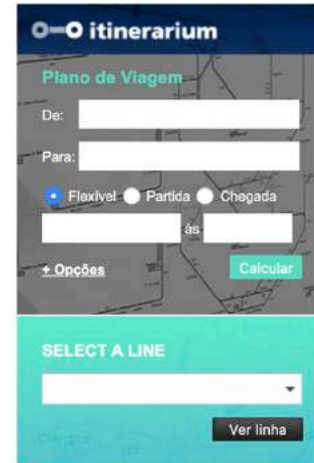 itinerarium
Plano de Viagem
De:
Para:
Flexível Partida Chegada
às
+ Opções Calcular
SELECT A LINE
Ver linha